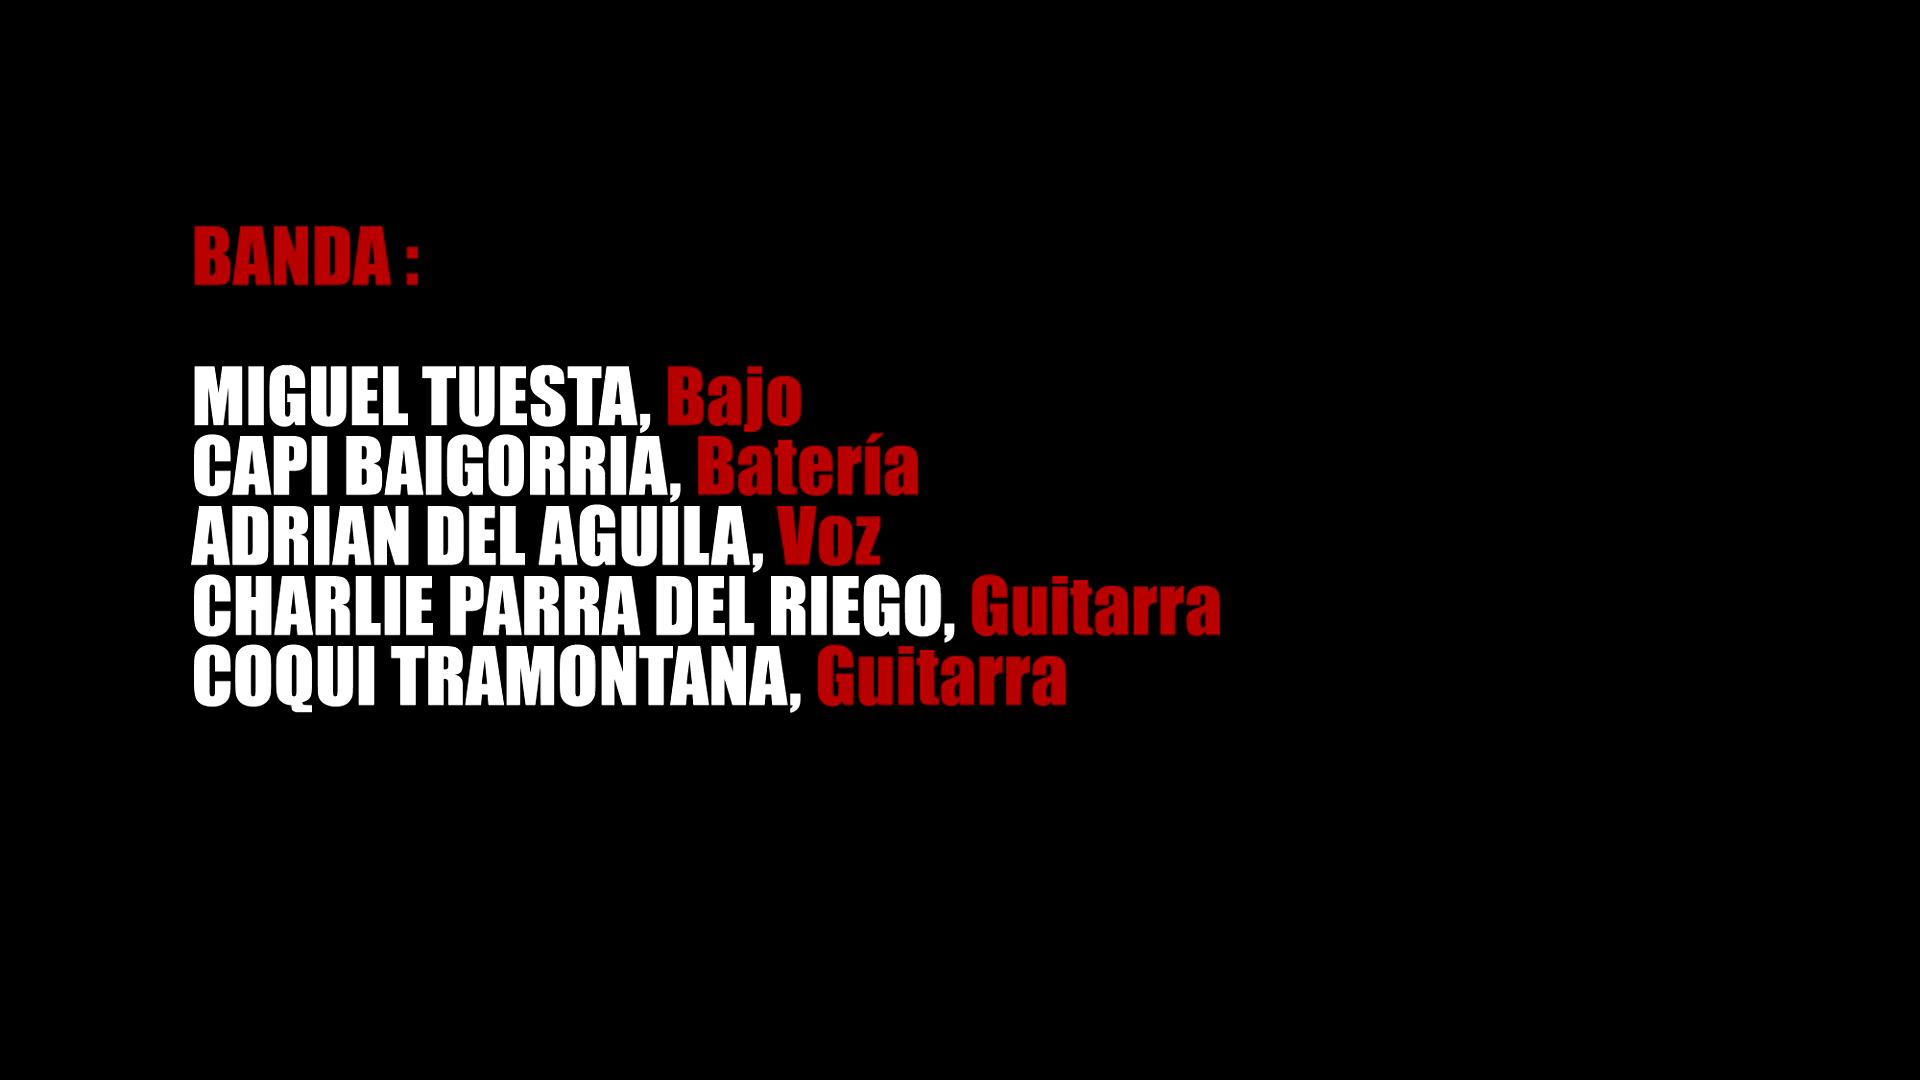 BANDA :
MIGUEL TUESTA, Bajo
CAPI BAIGORRIA, Batería
ADRIAN DEL AGUILA, Voz
CHARLIE PARRA DEL RIEGO, Guitarra
COQUI TRAMONTANA, Guitarra